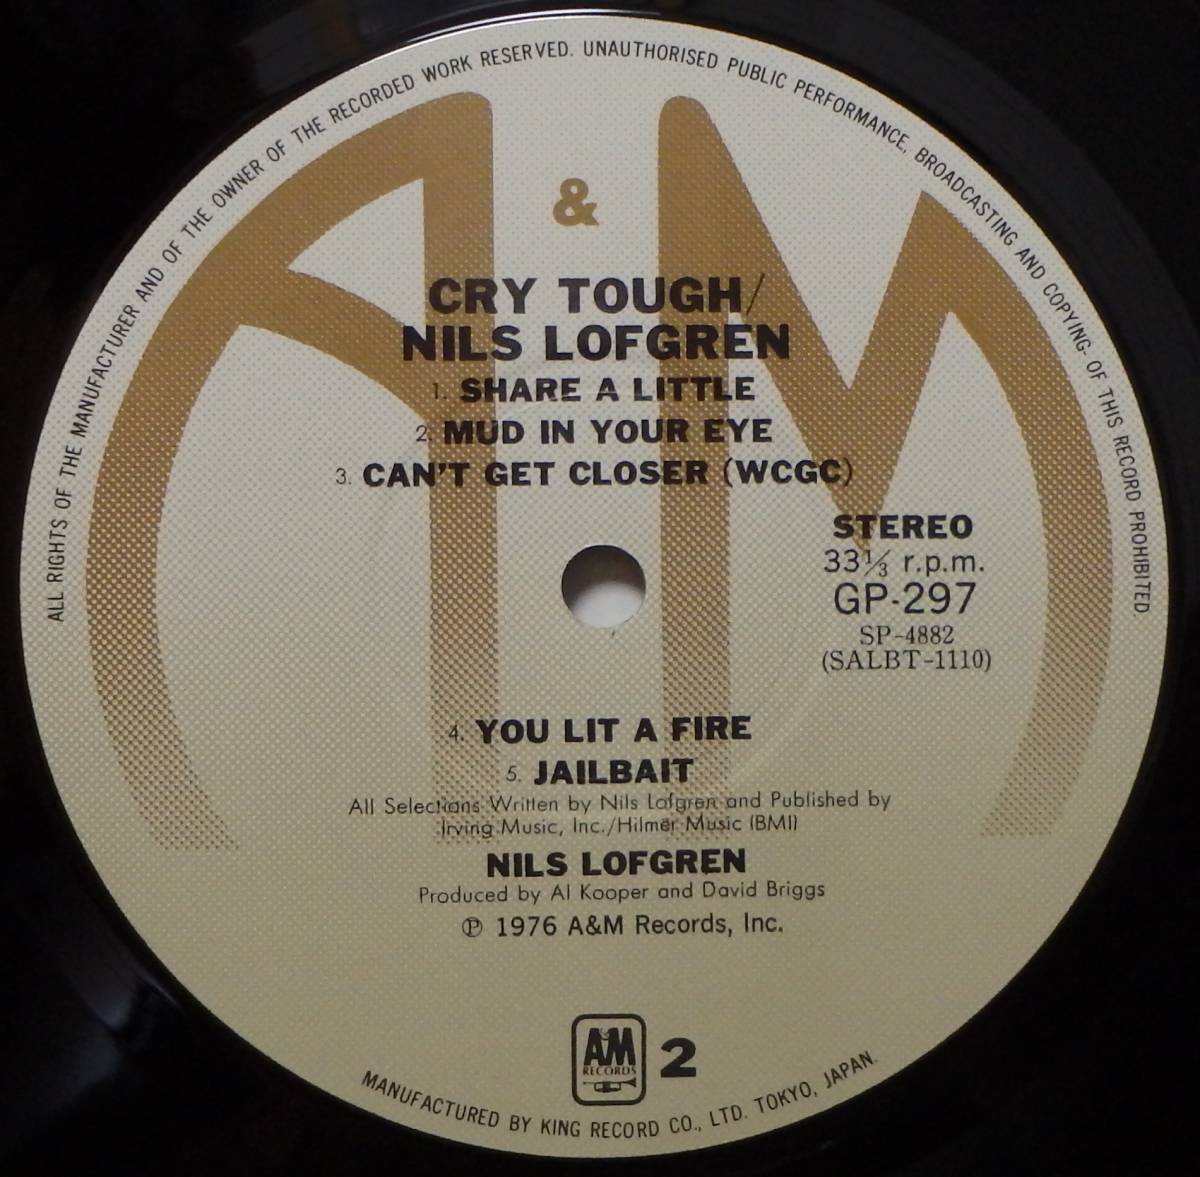 ALL RIGHTS OF THE MANUFACTURER AND OF THE OWNER OF THE RECORDED WORK RESERVED. UNAUTHORISED PUBLIC PERFORMANCE, BROADCASTING AND COPYING OF THIS RECORD PROHIBITED.
A & M
CRY TOUGH/
NILS LOFGREN
1. SHARE A LITTLE
2. MUD IN YOUR EYE
3. CAN'T GET CLOSER (WCGC)
STEREO
33⅓ r.p.m.
GP-297
SP-4882
(SALBT-1110)
4. YOU LIT A FIRE
5. JAILBAIT
All Selections Written by Nils Lofgren and Published by
Irving Music, Inc./Hilmer Music (BMI)
NILS LOFGREN
Produced by Al Kooper and David Briggs
℗ 1976 A&M Records, Inc.
A&M
RECORDS
2
MANUFACTURED BY KING RECORD CO., LTD. TOKYO, JAPAN.